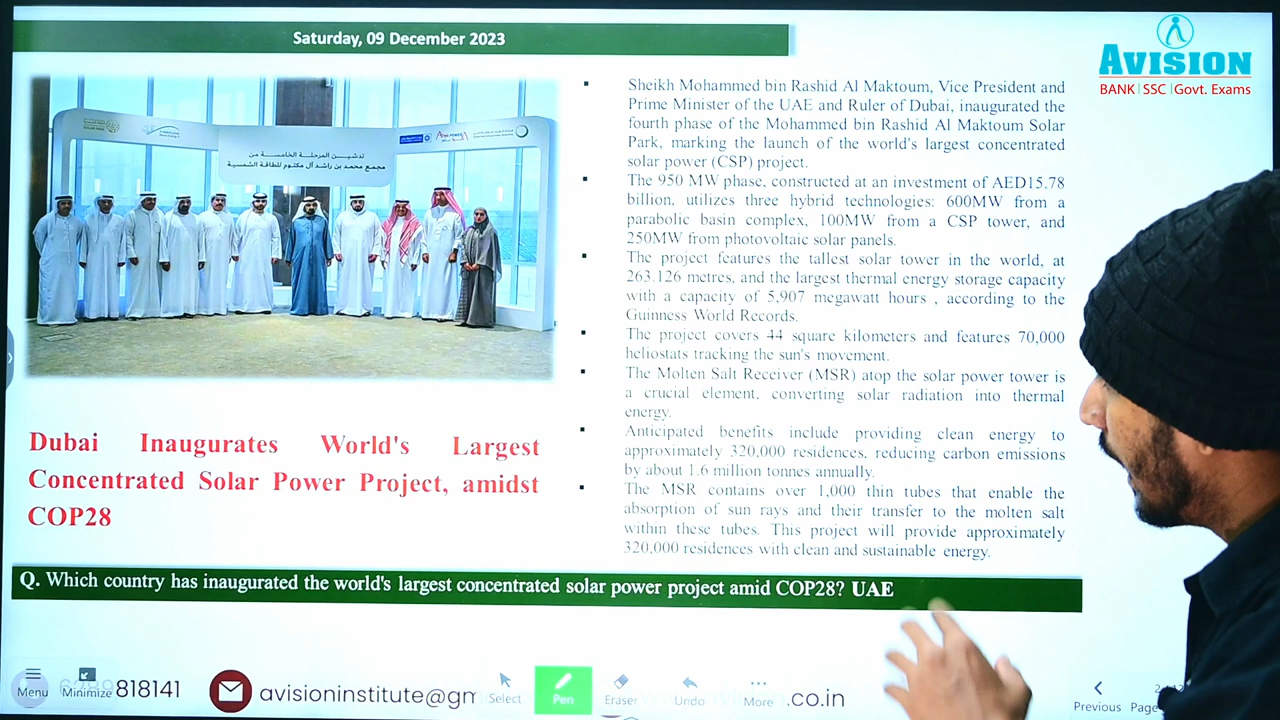 Saturday, 09 December 2023
AVISION
BANK | SSC | Govt. Exams
تدشين المرحلة الخامسة من
مجمع محمد بن راشد آل مكتوم للطاقة الشمسية
Dubai Inaugurates World's Largest
Concentrated Solar Power Project, amidst
COP28
Sheikh Mohammed bin Rashid Al Maktoum, Vice President and
Prime Minister of the UAE and Ruler of Dubai, inaugurated the
fourth phase of the Mohammed bin Rashid Al Maktoum Solar
Park, marking the launch of the world's largest concentrated
solar power (CSP) project.
The 950 MW phase, constructed at an investment of AED15.78
billion, utilizes three hybrid technologies: 600MW from a
parabolic basin complex, 100MW from a CSP tower, and
250MW from photovoltaic solar panels.
The project features the tallest solar tower in the world, at
263.126 metres, and the largest thermal energy storage capacity
with a capacity of 5,907 megawatt hours , according to the
Guinness World Records.
The project covers 44 square kilometers and features 70,000
heliostats tracking the sun's movement.
The Molten Salt Receiver (MSR) atop the solar power tower is
a crucial element, converting solar radiation into thermal
energy.
Anticipated benefits include providing clean energy to
approximately 320,000 residences, reducing carbon emissions
by about 1.6 million tonnes annually.
The MSR contains over 1,000 thin tubes that enable the
absorption of sun rays and their transfer to the molten salt
within these tubes. This project will provide approximately
320,000 residences with clean and sustainable energy.
Q. Which country has inaugurated the world's largest concentrated solar power project amid COP28? UAE
Menu Minimize 818141 avisioninstitute@gm Select Pen Eraser Undo More .co.in Previous Page